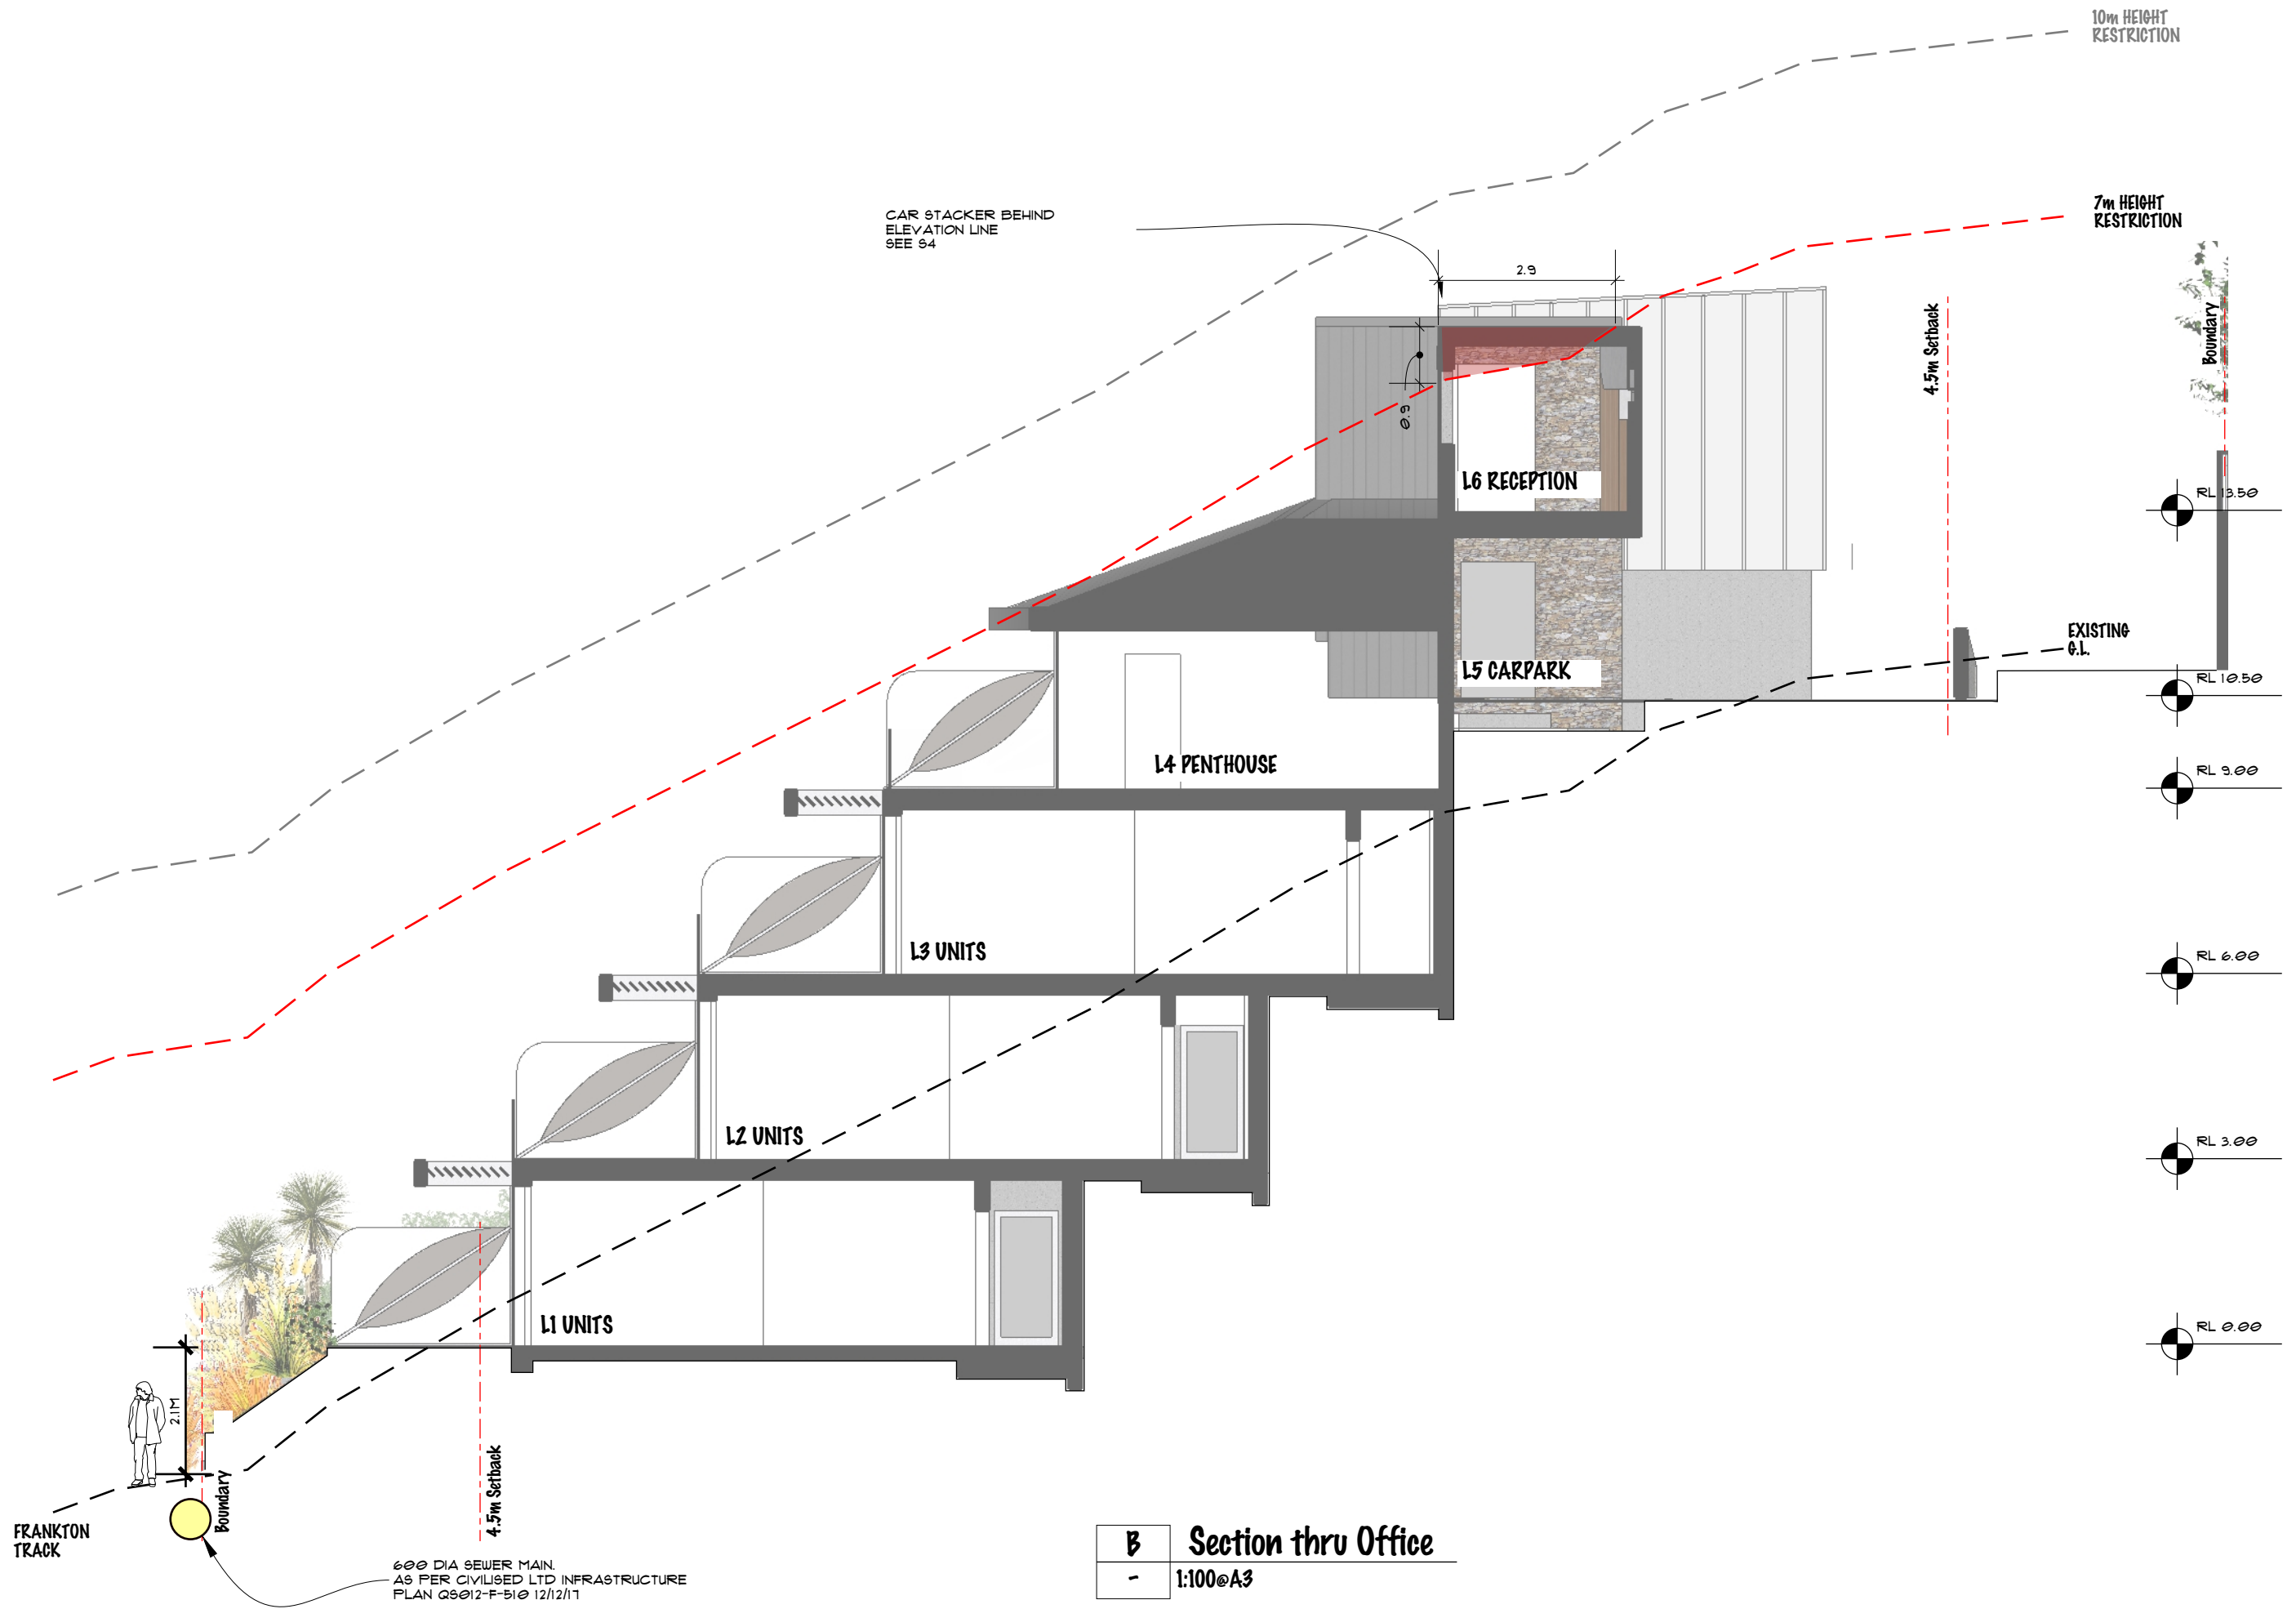 10m HEIGHT
RESTRICTION
7m HEIGHT
RESTRICTION
CAR STACKER BEHIND
ELEVATION LINE
SEE S4
2.9
0.9
4.5m Setback
Boundary
L6 RECEPTION
RL 13.50
EXISTING
G.L.
L5 CARPARK
RL 10.50
L4 PENTHOUSE
RL 9.00
L3 UNITS
RL 6.00
L2 UNITS
RL 3.00
L1 UNITS
RL 0.00
2.1M
Boundary
4.5m Setback
FRANKTON
TRACK
600 DIA SEWER MAIN.
AS PER CIVILISED LTD INFRASTRUCTURE
PLAN QS012-F-510 12/12/17
B Section thru Office
- 1:100@A3